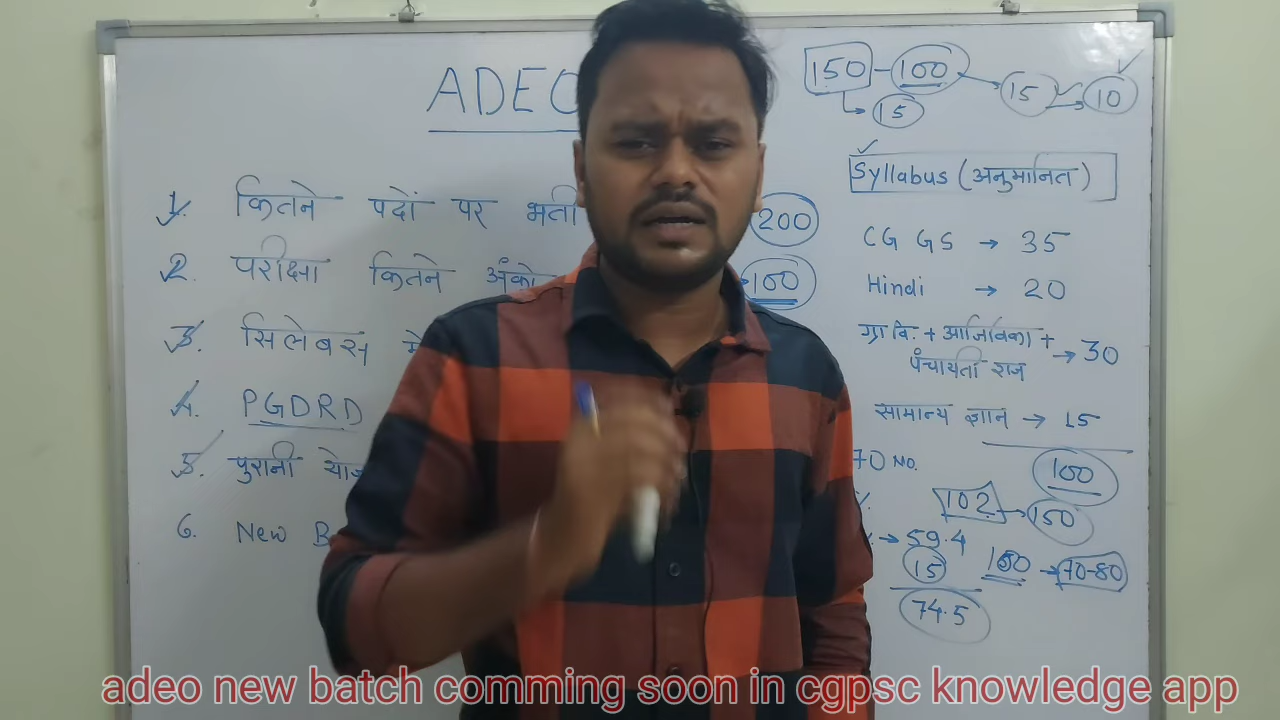 ADEO
1. कितने पदों पर भर्ती
200
2. परीक्षा कितने अंको
100
3. सिलेबस में
4. PGDRD
5. पुरानी
6. New B
150 - 100 → 15 → 10
15
Syllabus (अनुमानित)
CG GS → 35
Hindi → 20
ग्रा.वि. + आजिविका +
पंचायती राज → 30
सामान्य ज्ञान → 15
100
70 No.
102 → 150
→ 59.4
15
100 → 70-80
74.5
adeo new batch comming soon in cgpsc knowledge app